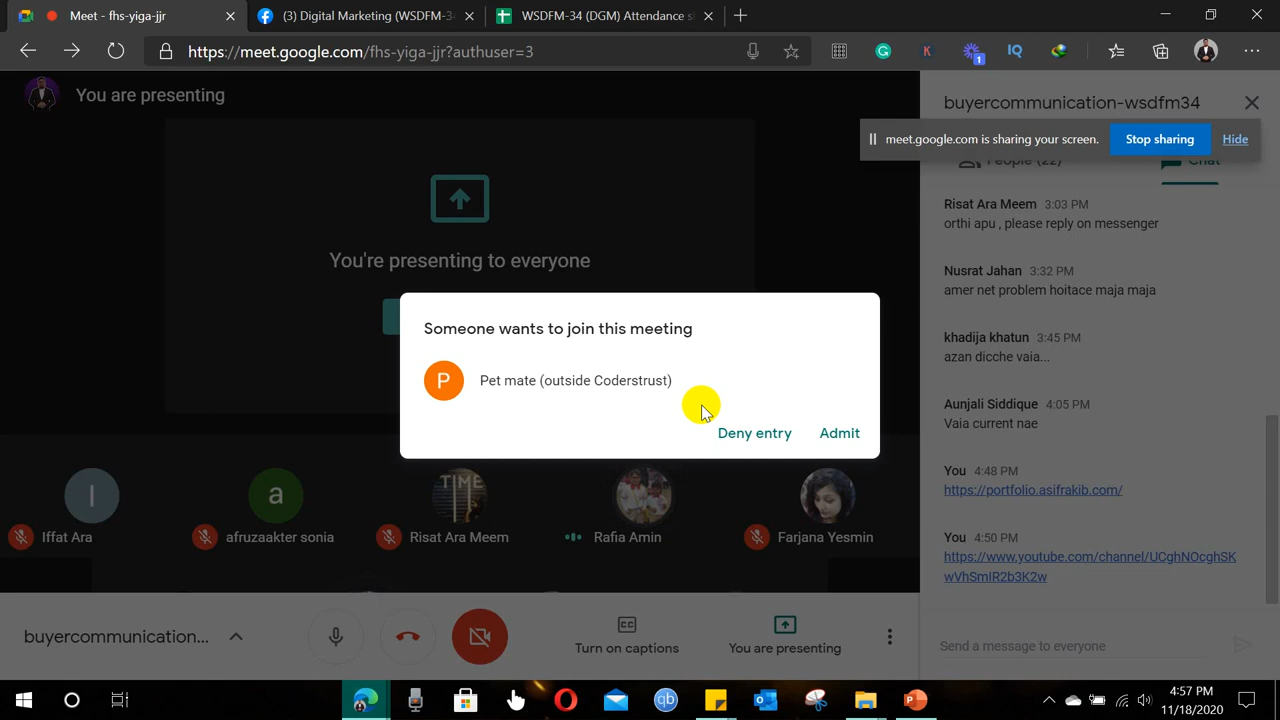 Meet - fhs-yiga-jjr
(3) Digital Marketing (WSDFM-34
WSDFM-34 (DGM) Attendance s
https://meet.google.com/fhs-yiga-jjr?authuser=3
K
1
IQ
You are presenting
buyercommunication-wsdfm34
meet.google.com is sharing your screen.
Stop sharing
Hide
People (22)
Chat
You're presenting to everyone
Someone wants to join this meeting
P
Pet mate (outside Coderstrust)
Deny entry
Admit
Risat Ara Meem 3:03 PM
orthi apu , please reply on messenger
Nusrat Jahan 3:32 PM
amer net problem hoitace maja maja
khadija khatun 3:45 PM
azan dicche vaia...
Aunjali Siddique 4:05 PM
Vaia current nae
You 4:48 PM
https://portfolio.asifrakib.com/
You 4:50 PM
https://www.youtube.com/channel/UCghNOcghSK
wVhSmIR2b3K2w
I
a
TIME
Iffat Ara
afruzaakter sonia
Risat Ara Meem
Rafia Amin
Farjana Yesmin
buyercommunication...
CC
Turn on captions
You are presenting
Send a message to everyone
qb
4:57 PM
11/18/2020